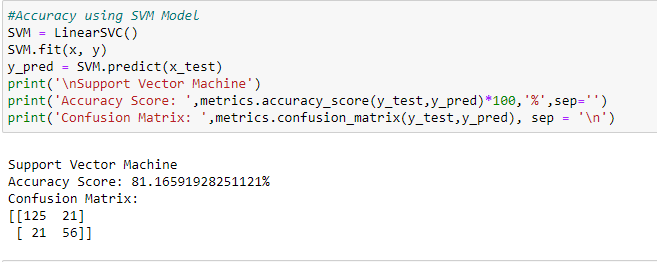 #Accuracy using SVM Model
SVM = LinearSVC()
SVM.fit(x, y)
y_pred = SVM.predict(x_test)
print('\nSupport Vector Machine')
print('Accuracy Score: ',metrics.accuracy_score(y_test,y_pred)*100,'%',sep='')
print('Confusion Matrix: ',metrics.confusion_matrix(y_test,y_pred), sep = '\n')
Support Vector Machine
Accuracy Score: 81.16591928251121%
Confusion Matrix:
[[125  21]
 [ 21  56]]